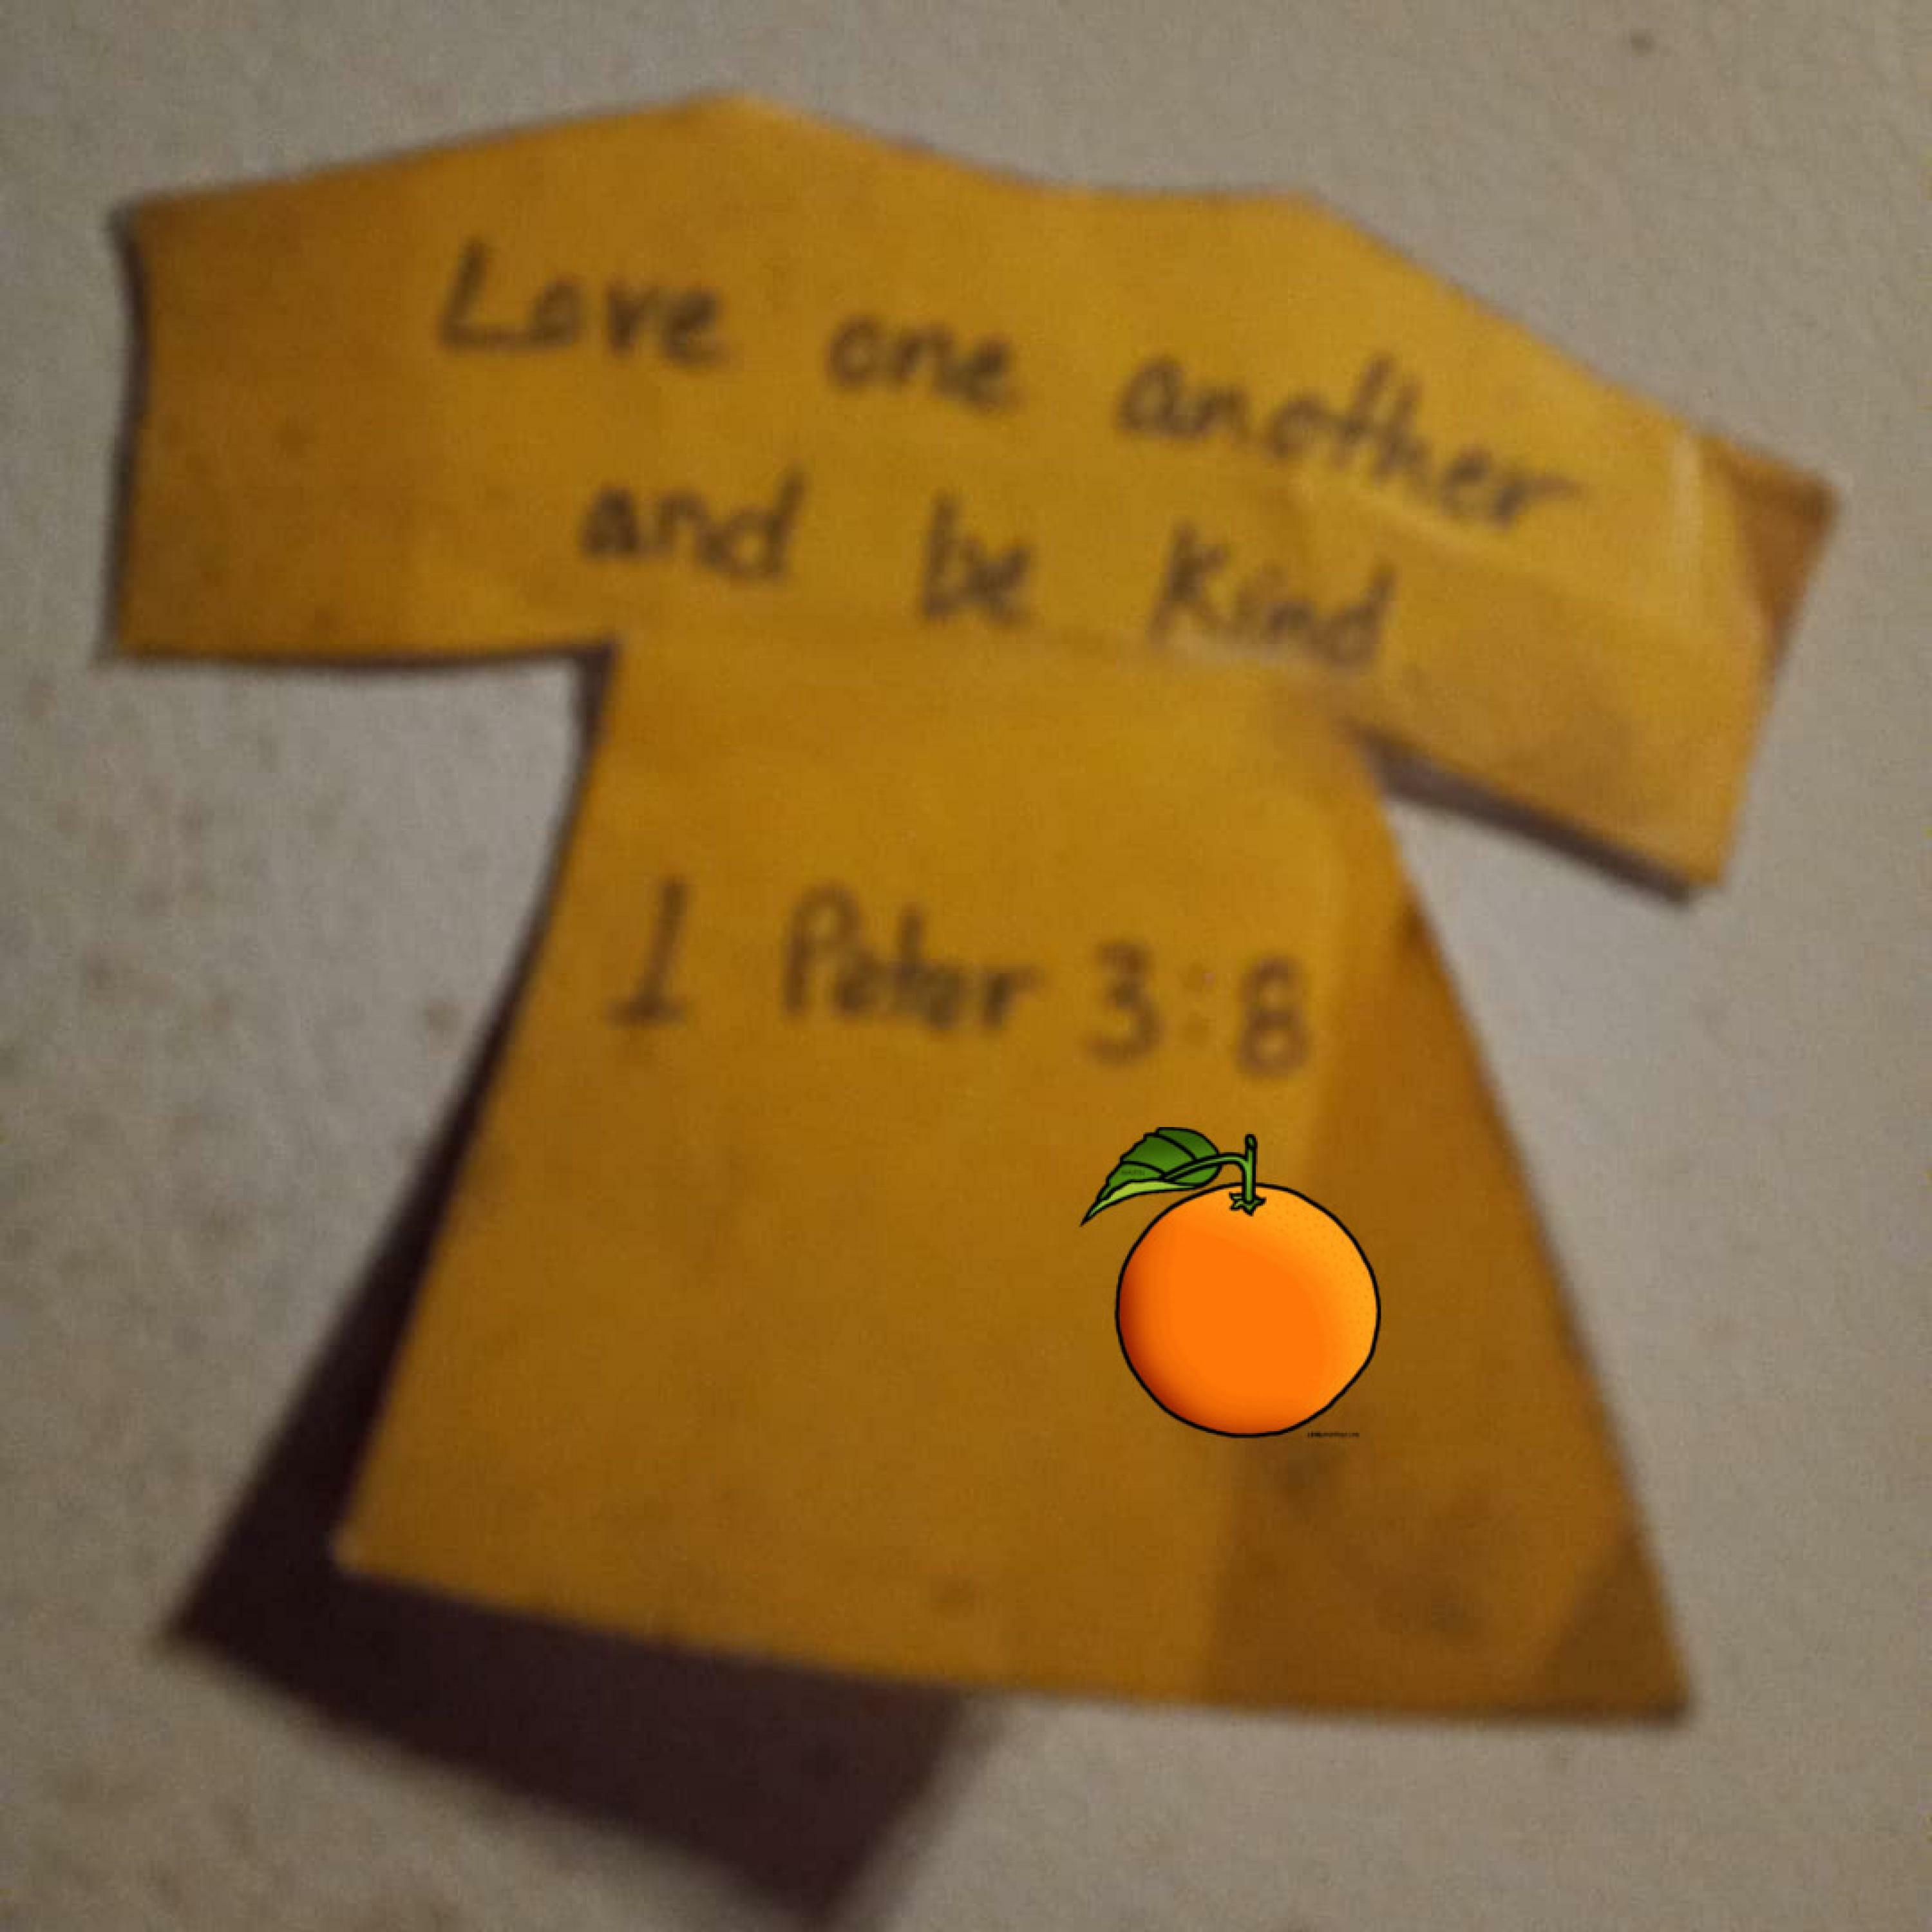 Love one another
and be Kind
1 Peter 3:8